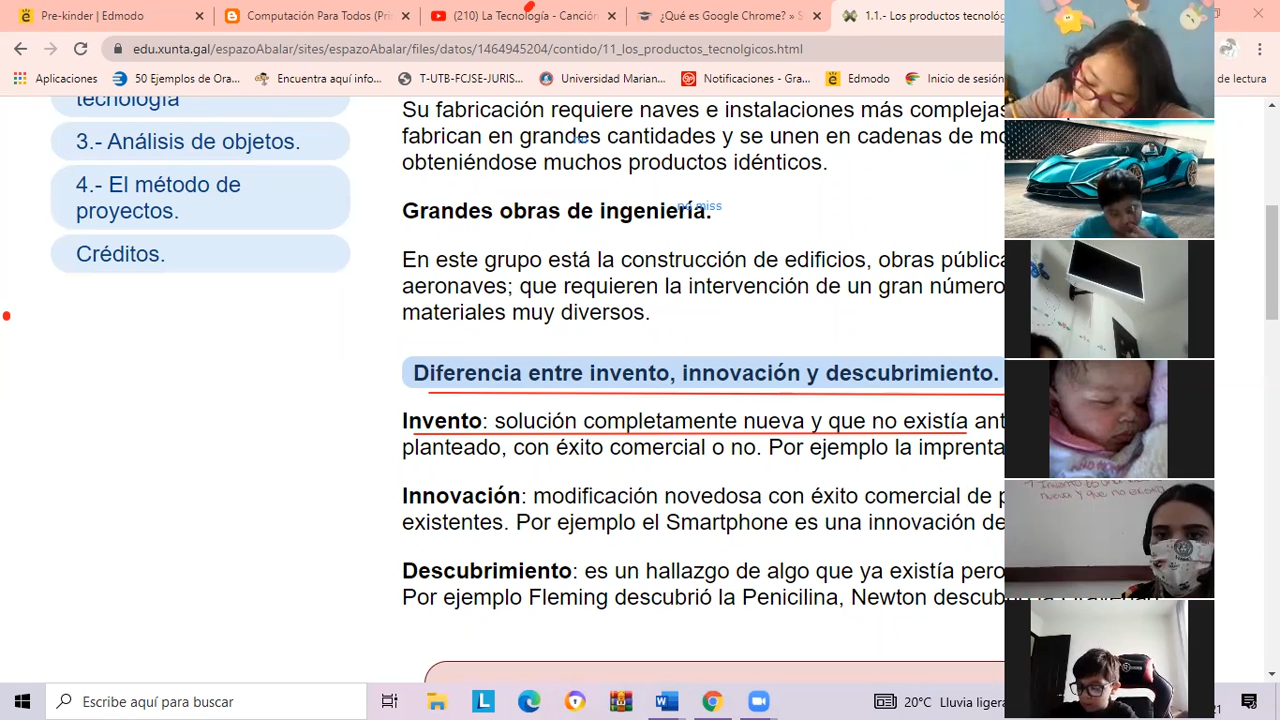 Pre-kinder | Edmodo
Computación Para Todos (Pri
(210) La Tecnología - Canción
¿Qué es Google Chrome? » S
1.1.- Los productos tecnológ
edu.xunta.gal/espazoAbalar/sites/espazoAbalar/files/datos/1464945204/contido/11_los_productos_tecnolgicos.html
Aplicaciones
50 Ejemplos de Ora...
Encuentra aquí info...
T-UTB-FCJSE-JURIS...
Universidad Marian...
Notificaciones - Gra...
Edmodo
Inicio de sesión
de lectura
tecnología
3.- Análisis de objetos.
4.- El método de
proyectos.
Créditos.
Su fabricación requiere naves e instalaciones más complejas
fabrican en grandes cantidades y se unen en cadenas de mo
obteniéndose muchos productos idénticos.
Grandes obras de ingeniería.
no miss
En este grupo está la construcción de edificios, obras pública
aeronaves; que requieren la intervención de un gran número
materiales muy diversos.
Diferencia entre invento, innovación y descubrimiento.
Invento: solución completamente nueva y que no existía ant
planteado, con éxito comercial o no. Por ejemplo la imprenta
Innovación: modificación novedosa con éxito comercial de p
existentes. Por ejemplo el Smartphone es una innovación de
Descubrimiento: es un hallazgo de algo que ya existía pero
Por ejemplo Fleming descubrió la Penicilina, Newton descub
nueva y que no
Escribe aquí para buscar
20°C Lluvia ligera
21